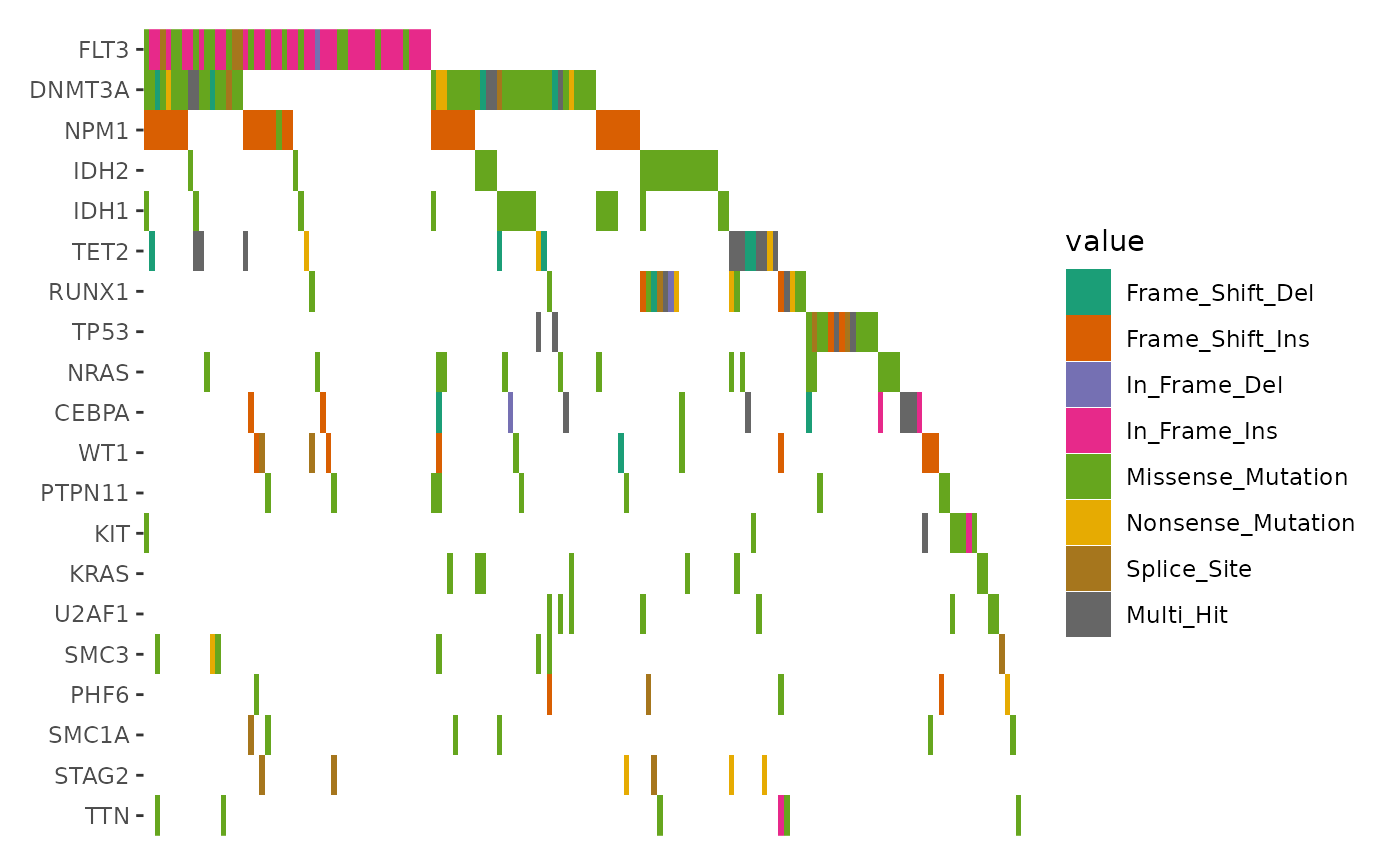 FLT3
DNMT3A
NPM1
IDH2
IDH1
TET2
RUNX1
TP53
NRAS
CEBPA
WT1
PTPN11
KIT
KRAS
U2AF1
SMC3
PHF6
SMC1A
STAG2
TTN
value
Frame_Shift_Del
Frame_Shift_Ins
In_Frame_Del
In_Frame_Ins
Missense_Mutation
Nonsense_Mutation
Splice_Site
Multi_Hit